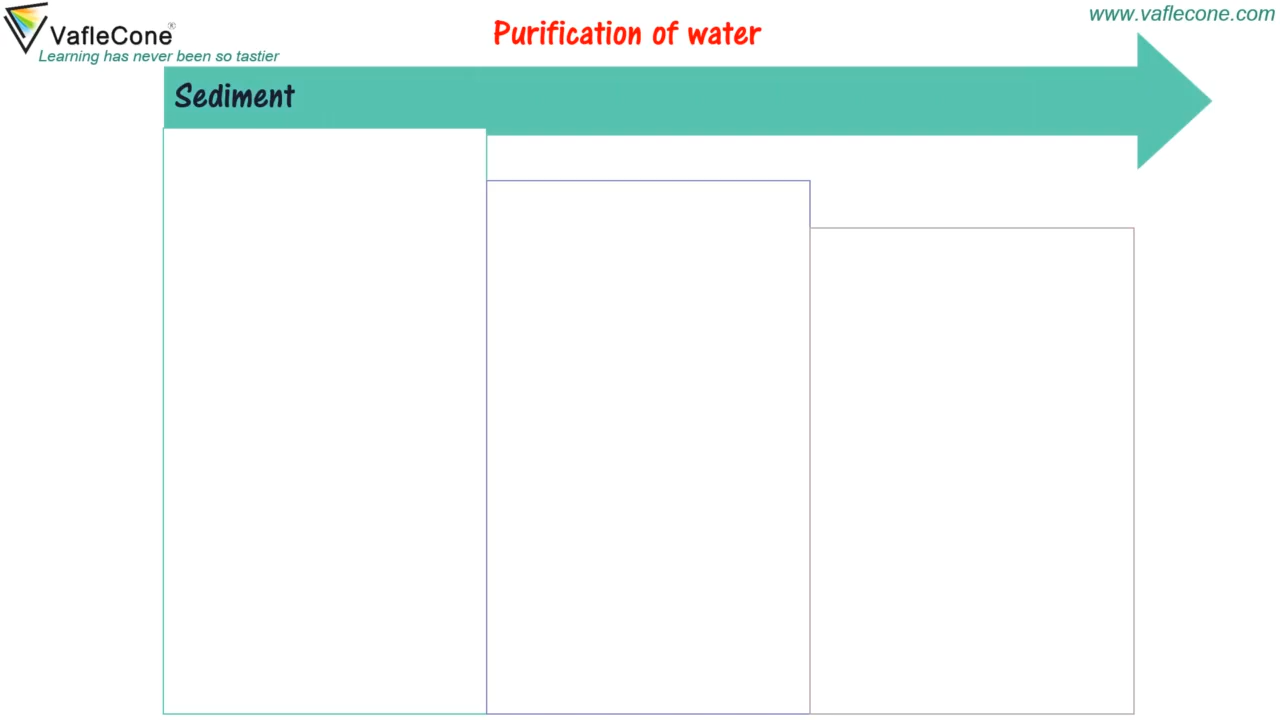 VafleCone®
Learning has never been so tastier
Purification of water
www.vaflecone.com
Sediment